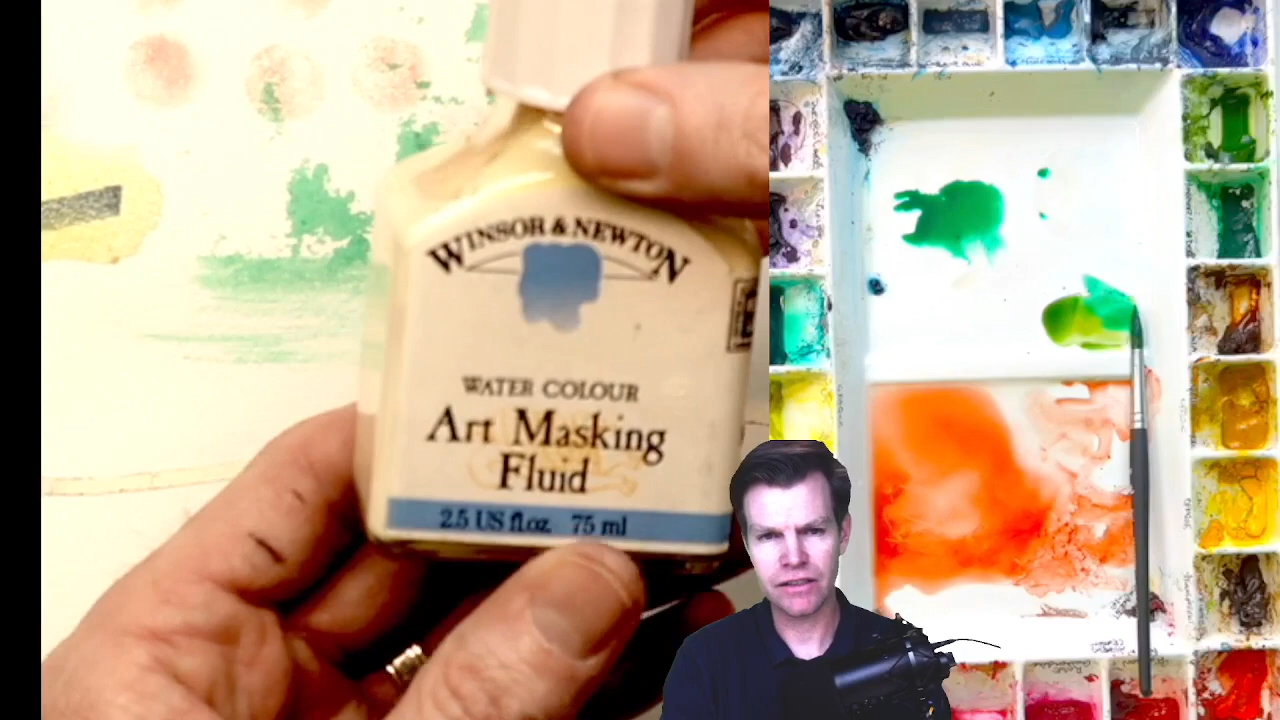 WINSOR & NEWTON
WATER COLOUR
Art Masking
Fluid
2.5 US fl.oz 75 ml